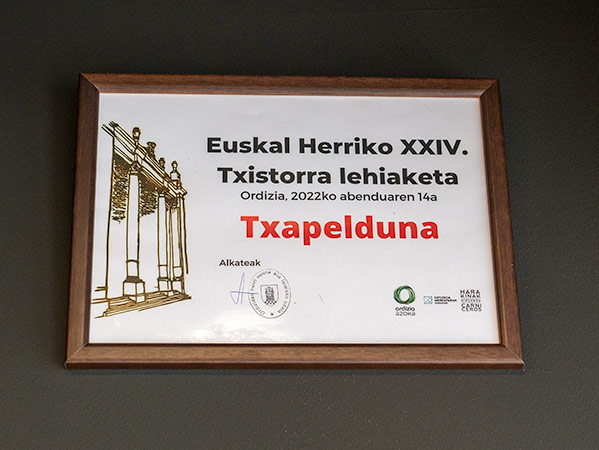 Euskal Herriko XXIV.
Txistorra lehiaketa
Ordizia, 2022ko abenduaren 14a
Txapelduna
Alkateak
ordizia
azoka
HARA
KINAK
CARNI
CEROS